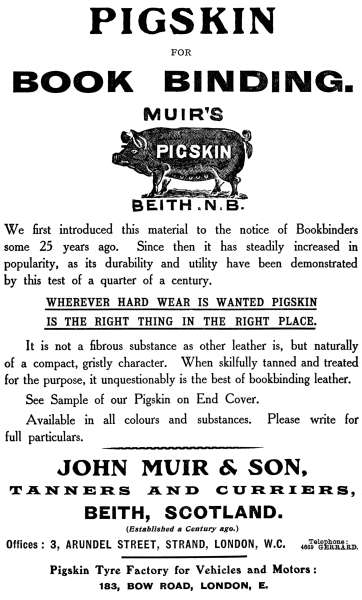 PIGSKIN
FOR
BOOK BINDING.
MUIR'S
PIGSKIN
BEITH.N.B.
We first introduced this material to the notice of Bookbinders
some 25 years ago. Since then it has steadily increased in
popularity, as its durability and utility have been demonstrated
by this test of a quarter of a century.
WHEREVER HARD WEAR IS WANTED PIGSKIN
IS THE RIGHT THING IN THE RIGHT PLACE.
It is not a fibrous substance as other leather is, but naturally
of a compact, gristly character. When skilfully tanned and treated
for the purpose, it unquestionably is the best of bookbinding leather.
See Sample of our Pigskin on End Cover.
Available in all colours and substances. Please write for
full particulars.
JOHN MUIR & SON,
TANNERS AND CURRIERS,
BEITH, SCOTLAND.
(Established a Century ago.)
Offices: 3, ARUNDEL STREET, STRAND, LONDON, W.C. Telephone:
4613 GERRARD.
Pigskin Tyre Factory for Vehicles and Motors:
183, BOW ROAD, LONDON, E.